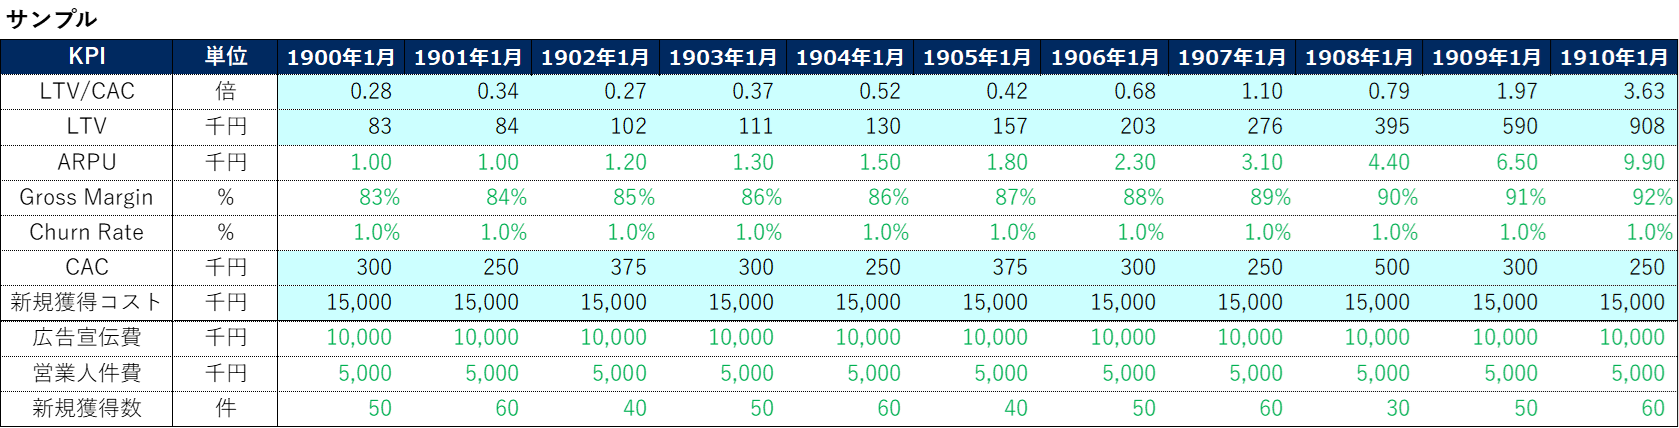 サンプル
KPI 単位 1900年1月 1901年1月 1902年1月 1903年1月 1904年1月 1905年1月 1906年1月 1907年1月 1908年1月 1909年1月 1910年1月
LTV/CAC 倍 0.28 0.34 0.27 0.37 0.52 0.42 0.68 1.10 0.79 1.97 3.63
LTV 千円 83 84 102 111 130 157 203 276 395 590 908
ARPU 千円 1.00 1.00 1.20 1.30 1.50 1.80 2.30 3.10 4.40 6.50 9.90
Gross Margin % 83% 84% 85% 86% 86% 87% 88% 89% 90% 91% 92%
Churn Rate % 1.0% 1.0% 1.0% 1.0% 1.0% 1.0% 1.0% 1.0% 1.0% 1.0% 1.0%
CAC 千円 300 250 375 300 250 375 300 250 500 300 250
新規獲得コスト 千円 15,000 15,000 15,000 15,000 15,000 15,000 15,000 15,000 15,000 15,000 15,000
広告宣伝費 千円 10,000 10,000 10,000 10,000 10,000 10,000 10,000 10,000 10,000 10,000 10,000
営業人件費 千円 5,000 5,000 5,000 5,000 5,000 5,000 5,000 5,000 5,000 5,000 5,000
新規獲得数 件 50 60 40 50 60 40 50 60 30 50 60